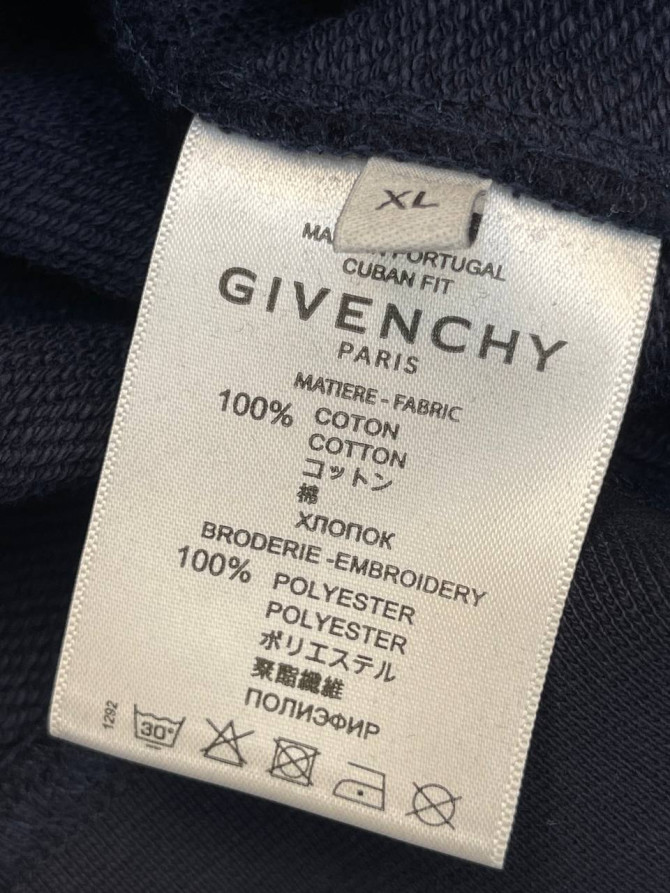 XL
PORTUGAL
CUBAN FIT
GIVENCHY
PARIS
MATIERE - FABRIC
100% COTON
COTTON
コットン
棉
ХЛОПОК
BRODERIE -EMBROIDERY
100% POLYESTER
POLYESTER
ポリエステル
聚酯纖維
ПОЛИЭФИР
1292
30°